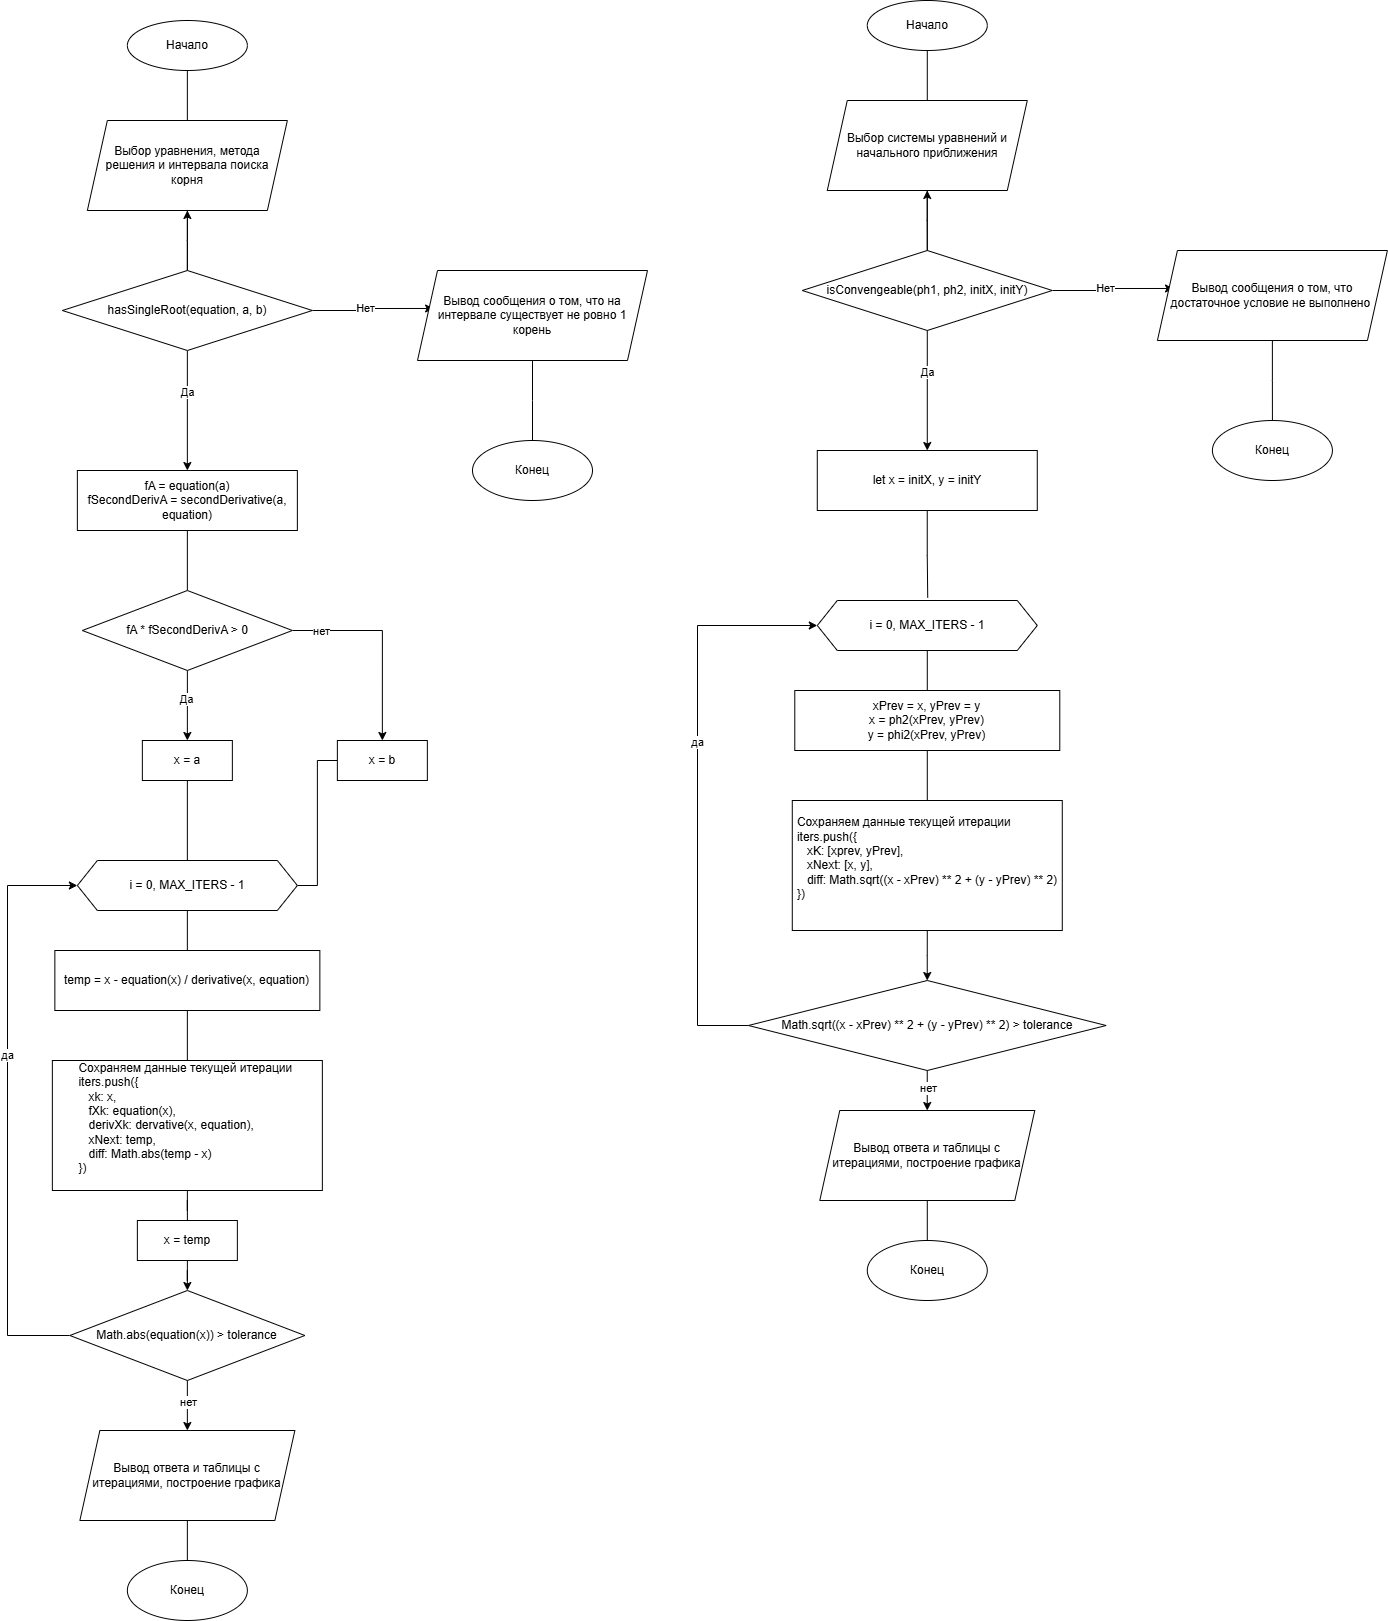 Начало
Выбор уравнения, метода
решения и интервала поиска
корня
hasSingleRoot(equation, a, b)
Нет
Вывод сообщения о том, что на
интервале существует не ровно 1
корень
Конец
Да
fA = equation(a)
fSecondDerivA = secondDerivative(a,
equation)
fA * fSecondDerivA > 0
нет
Да
x = a
x = b
i = 0, MAX_ITERS - 1
temp = x - equation(x) / derivative(x, equation)
да
Сохраняем данные текущей итерации
iters.push({
xk: x,
fXk: equation(x),
derivXk: dervative(x, equation),
xNext: temp,
diff: Math.abs(temp - x)
})
x = temp
Math.abs(equation(x)) > tolerance
нет
Вывод ответа и таблицы с
итерациями, построение графика
Конец
Начало
Выбор системы уравнений и
начального приближения
isConvengeable(ph1, ph2, initX, initY)
Нет
Вывод сообщения о том, что
достаточное условие не выполнено
Конец
Да
let x = initX, y = initY
i = 0, MAX_ITERS - 1
xPrev = x, yPrev = y
x = ph2(xPrev, yPrev)
y = phi2(xPrev, yPrev)
да
Сохраняем данные текущей итерации
iters.push({
xK: [xprev, yPrev],
xNext: [x, y],
diff: Math.sqrt((x - xPrev) ** 2 + (y - yPrev) ** 2)
})
Math.sqrt((x - xPrev) ** 2 + (y - yPrev) ** 2) > tolerance
нет
Вывод ответа и таблицы с
итерациями, построение графика
Конец